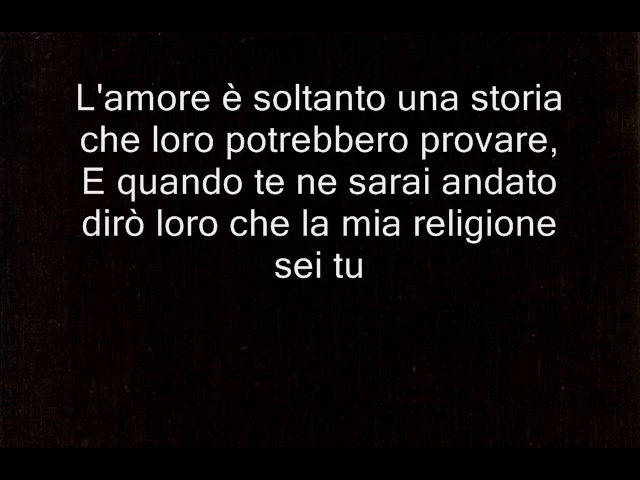 L'amore è soltanto una storia
che loro potrebbero provare,
E quando te ne sarai andato
dirò loro che la mia religione
sei tu